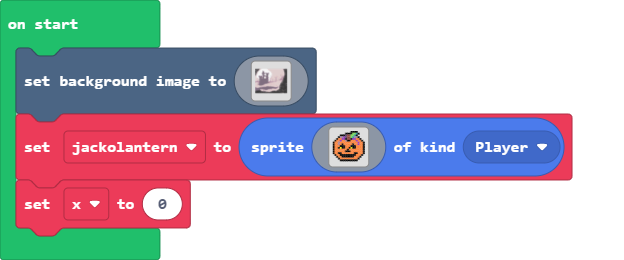 on start
set background image to
set jackolantern to sprite of kind Player
set x to 0